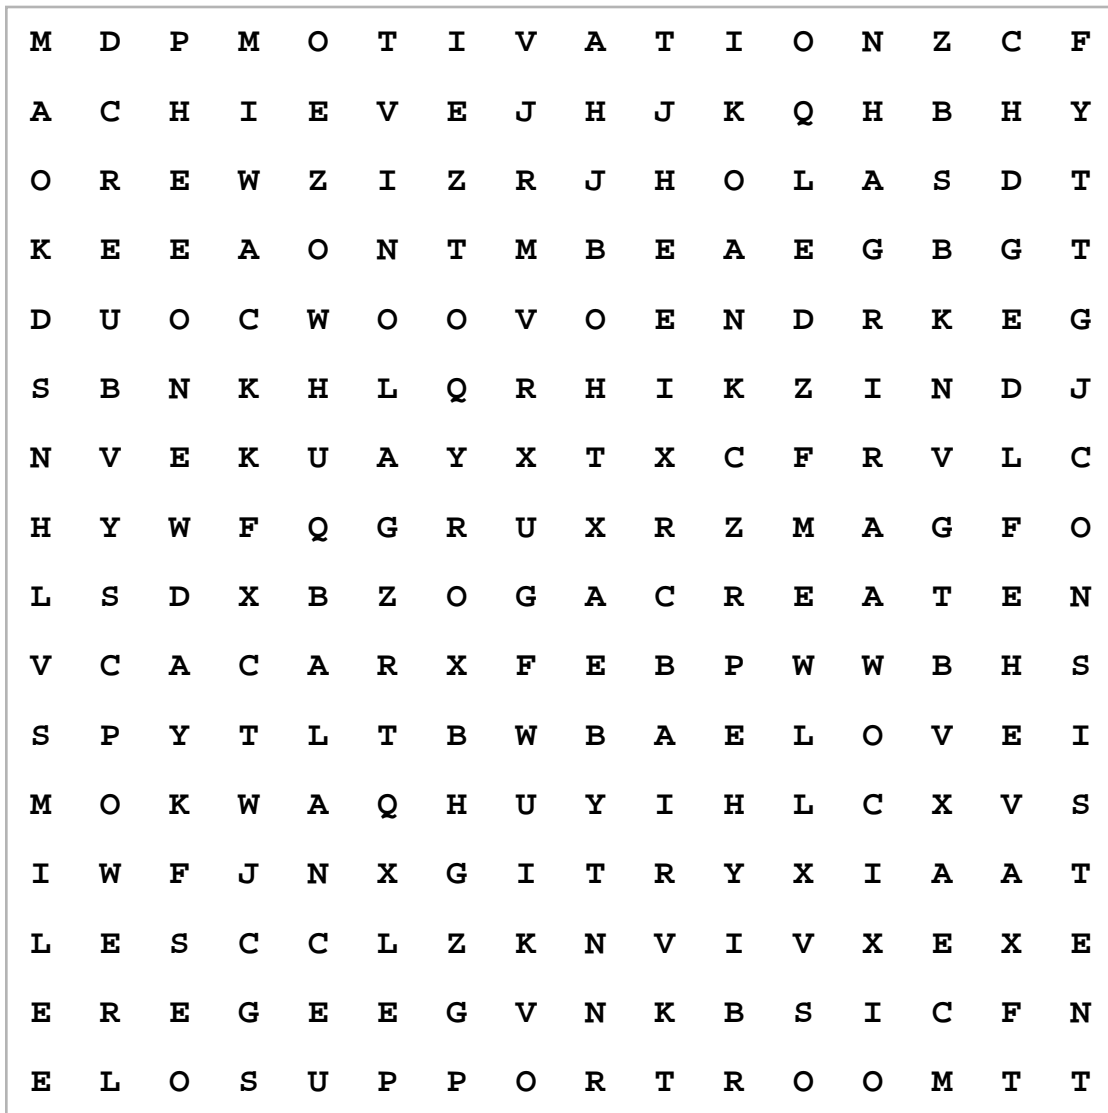 M D P M O T I V A T I O N Z C F
A C H I E V E J H J K Q H B H Y
O R E W Z I Z R J H O L A S D T
K E E A O N T M B E A E G B G T
D U O C W O O V O E N D R K E G
S B N K H L Q R H I K Z I N D J
N V E K U A Y X T X C F R V L C
H Y W F Q G R U X R Z M A G F O
L S D X B Z O G A C R E A T E N
V C A C A R X F E B P W W B H S
S P Y T L T B W B A E L O V E I
M O K W A Q H U Y I H L C X V S
I W F J N X G I T R Y X I A A T
L E S C C L Z K N V I V X E X E
E R E G E E G V N K B S I C F N
E L O S U P P O R T R O O M T T